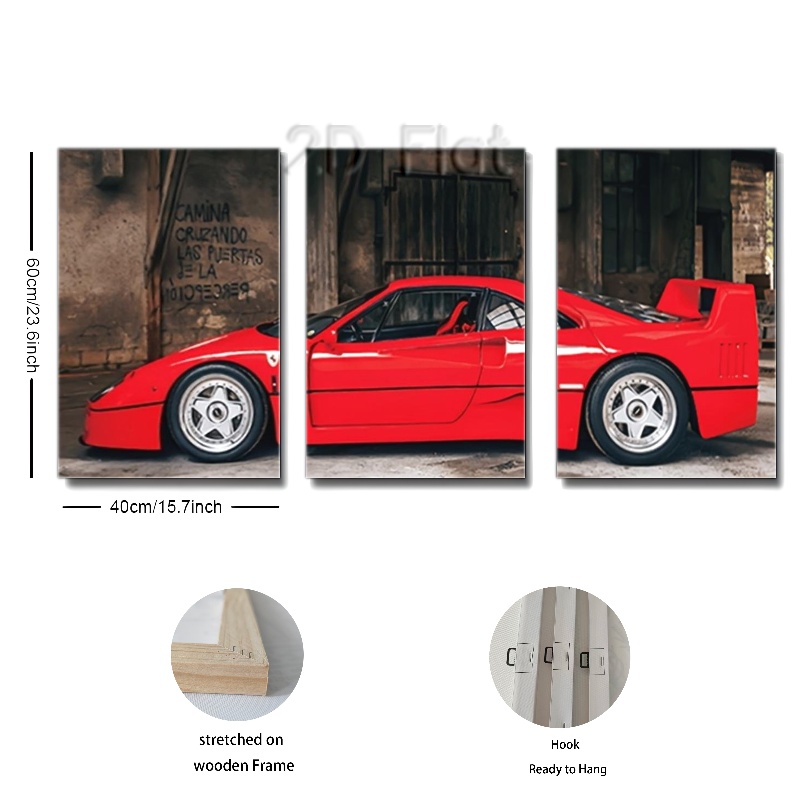 2D Flat
CAMINA
CRUZANDO
LAS PUERTAS
DE LA
60cm/23.6inch
40cm/15.7inch
stretched on
wooden Frame
Hook
Ready to Hang